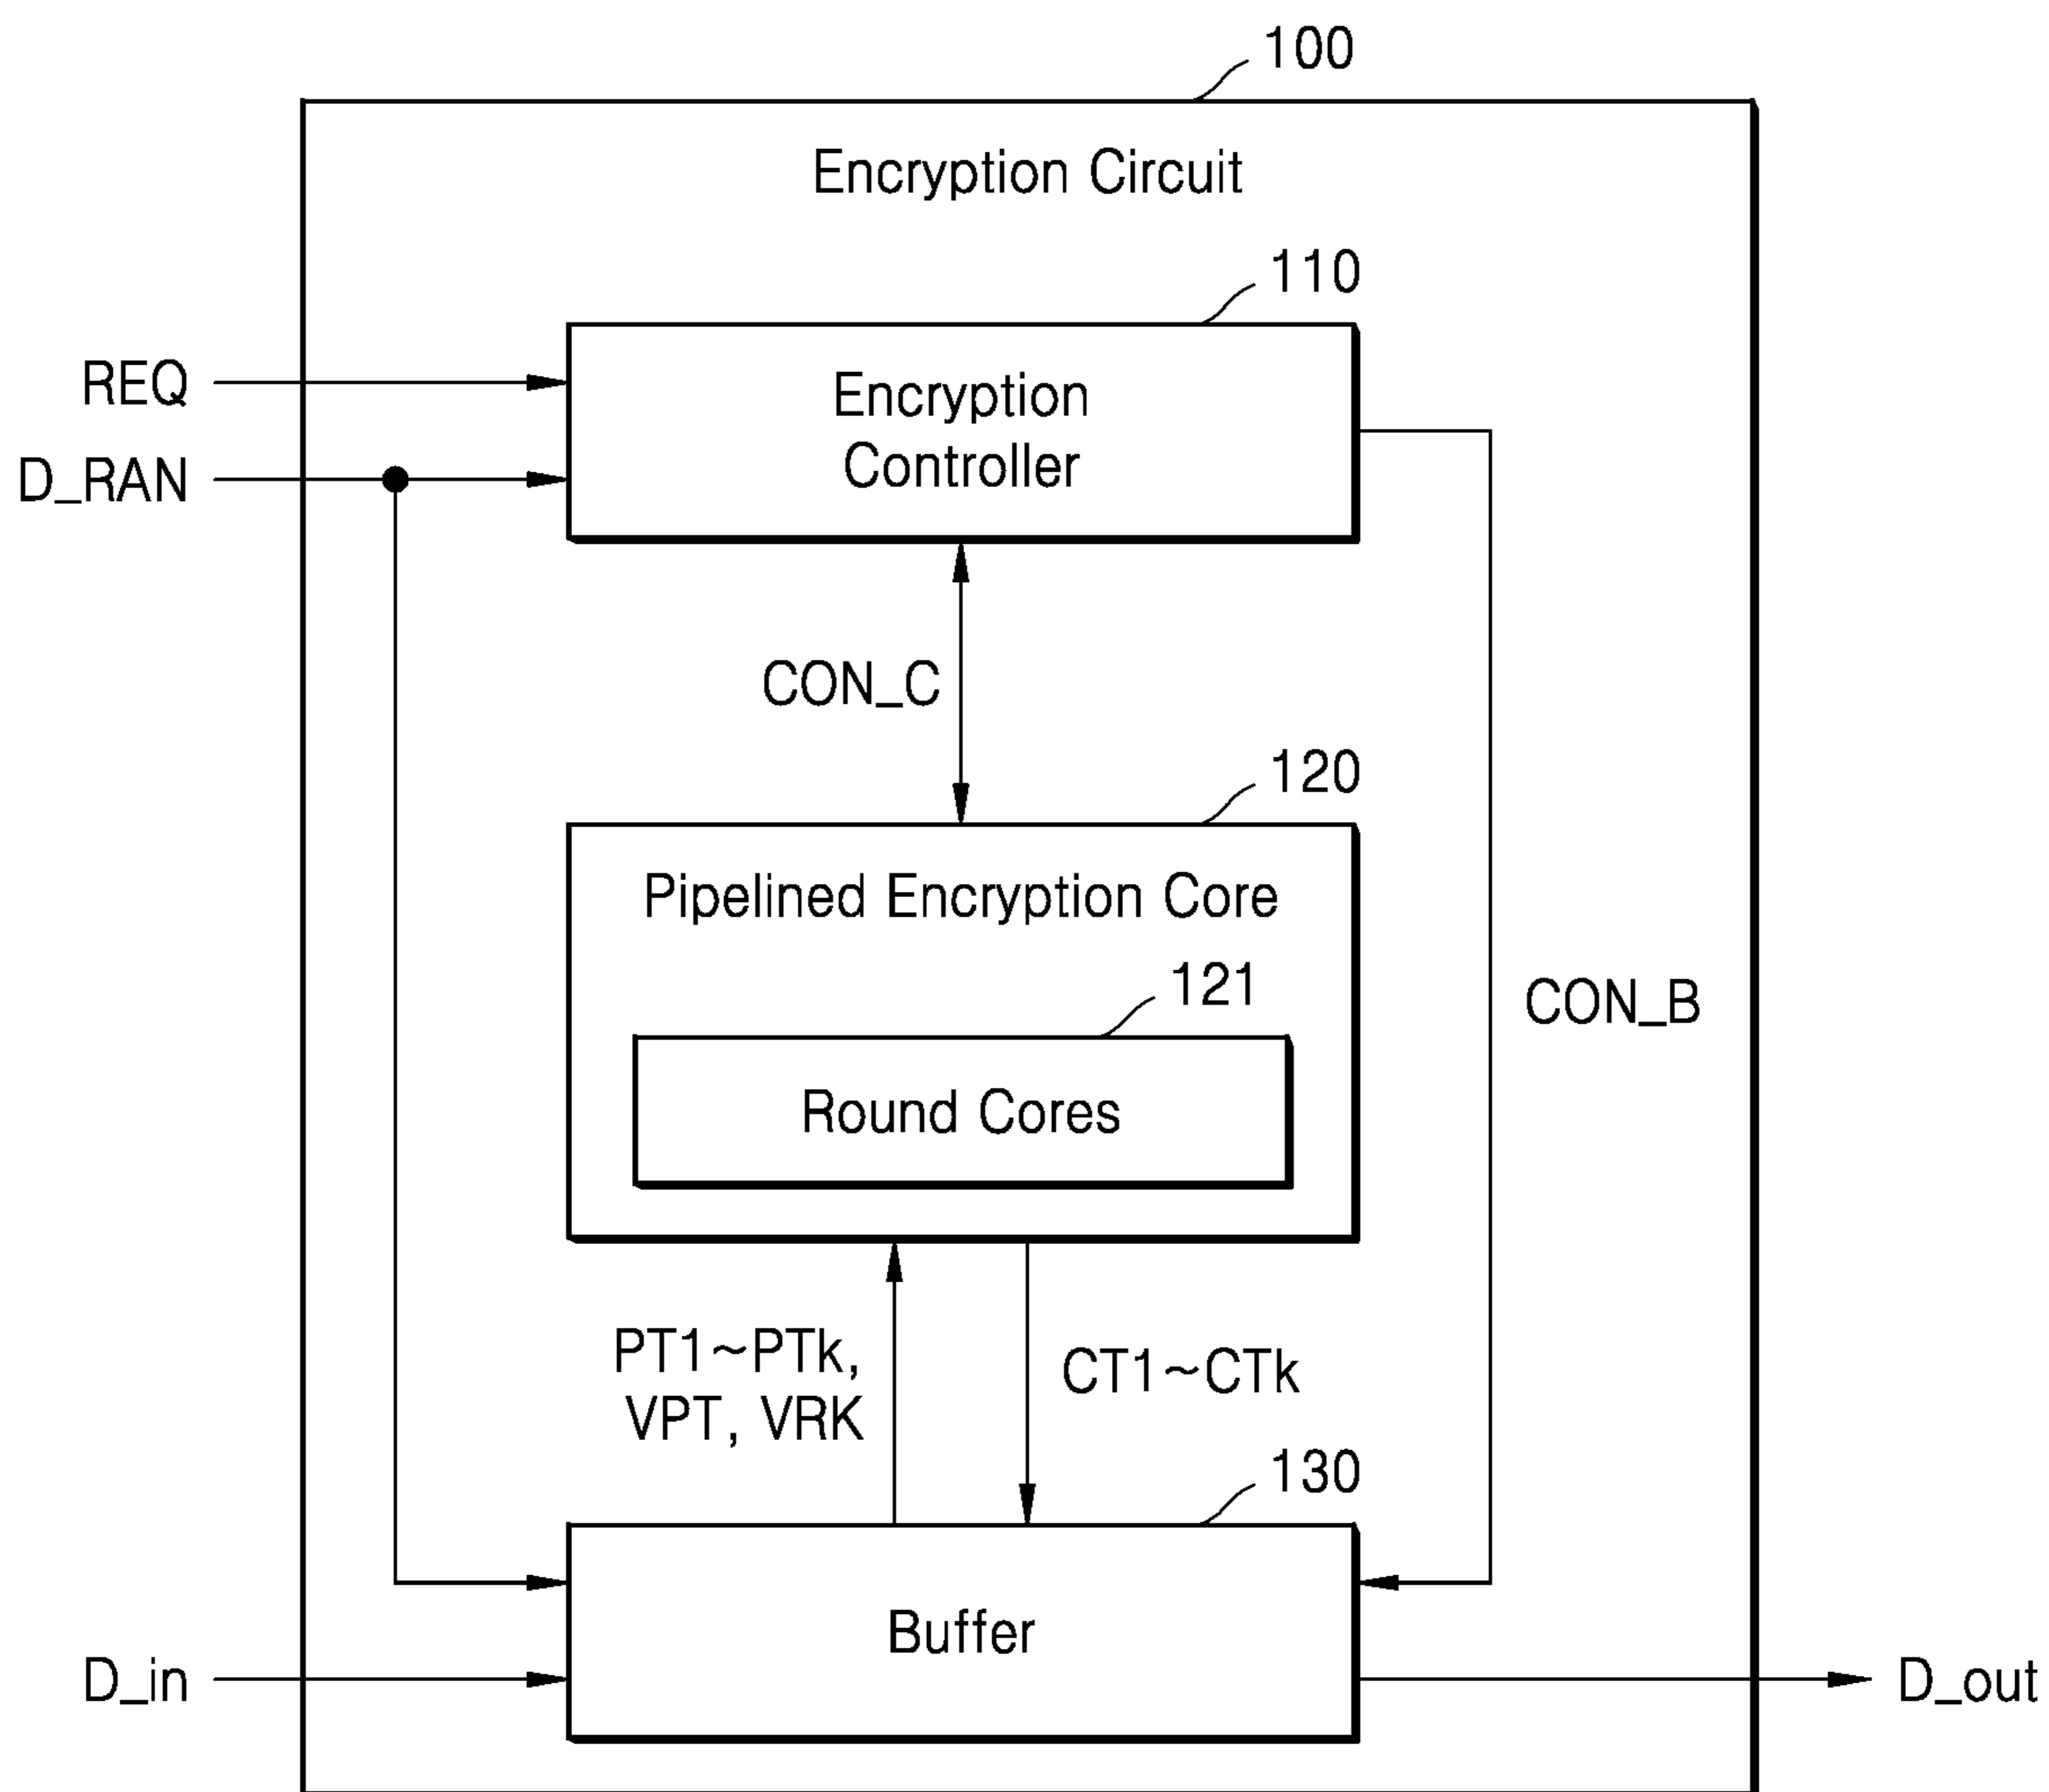 100
Encryption Circuit
110
REQ
Encryption
Controller
D_RAN
CON_C
120
Pipelined Encryption Core
121
CON_B
Round Cores
PT1~PTk,
VPT, VRK
CT1~CTk
130
Buffer
D_in
D_out